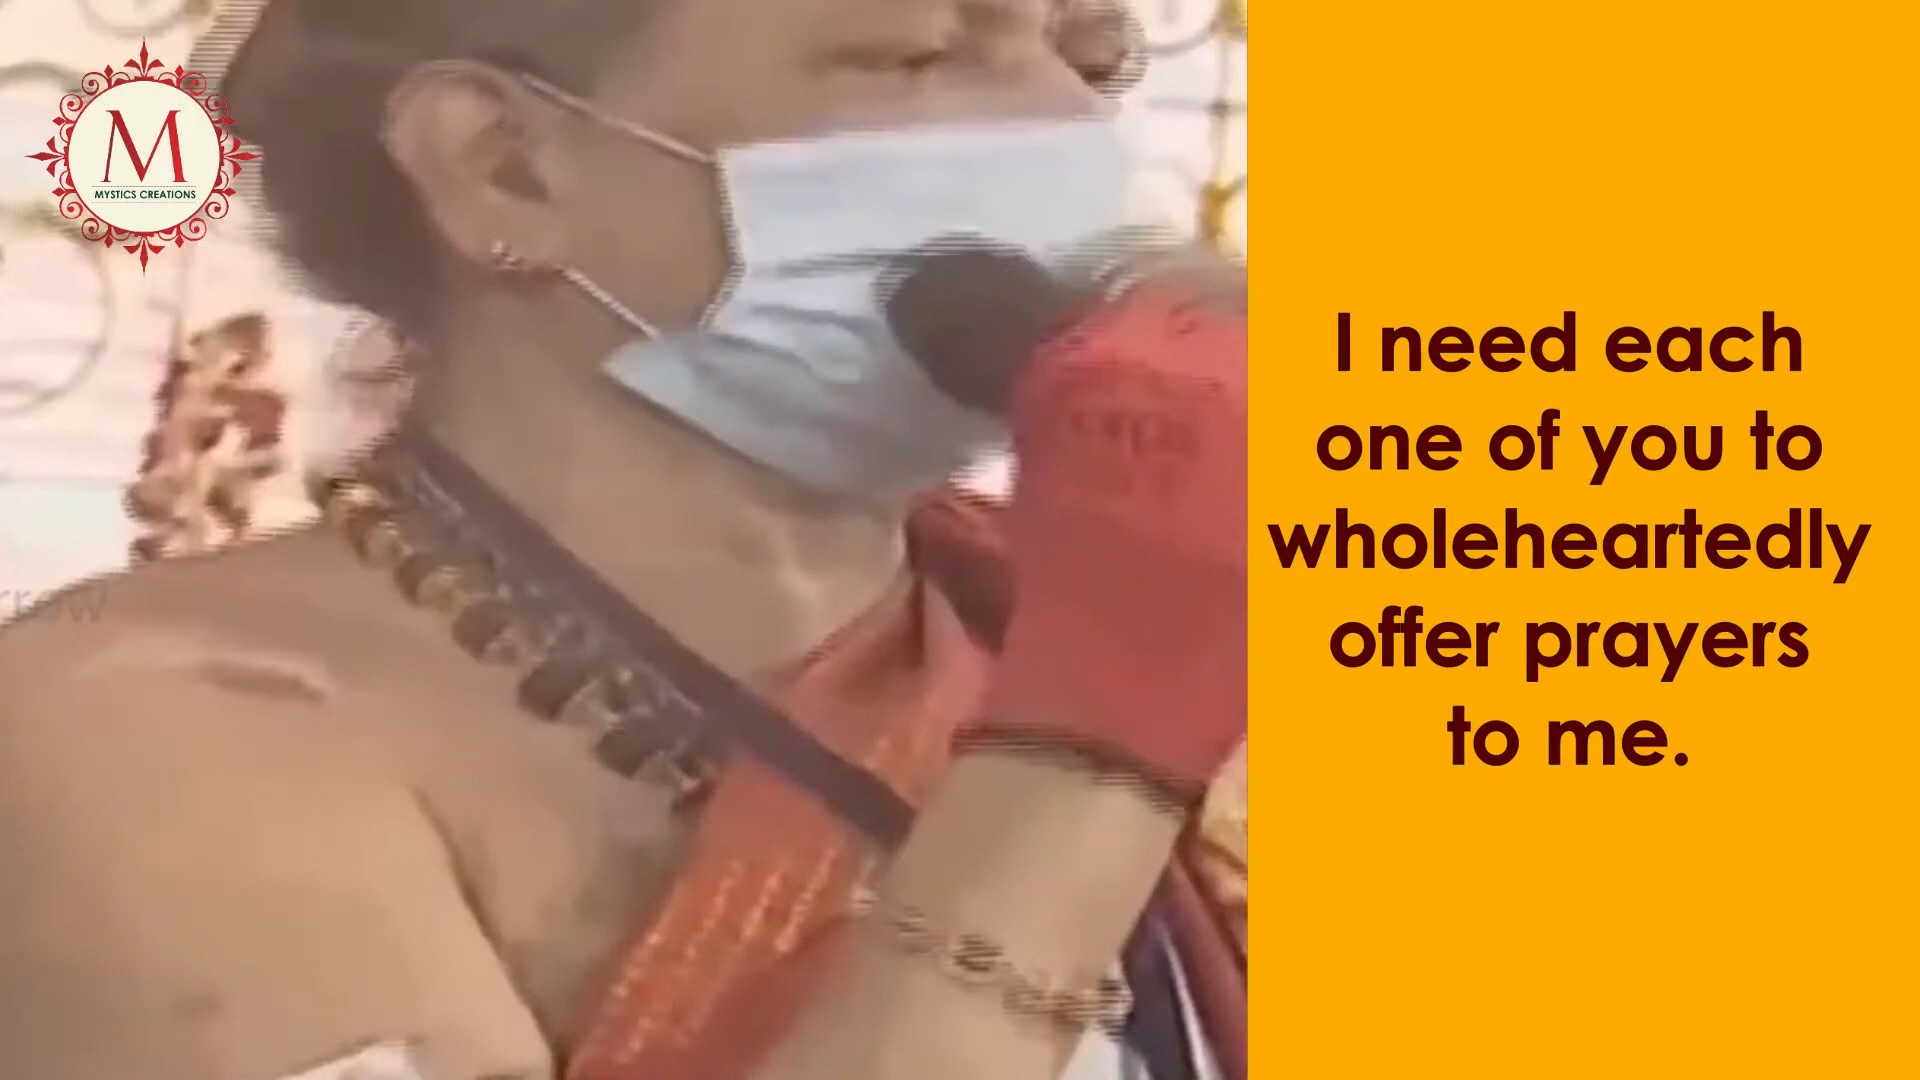 M
MYSTICS CREATIONS
I need each
one of you to
wholeheartedly
offer prayers
to me.